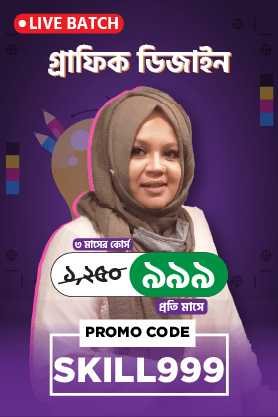 LIVE BATCH
গ্রাফিক ডিজাইন
৩ মাসের কোর্স
১,২৫০ ৯৯৯
প্রতি মাসে
PROMO CODE
SKILL999